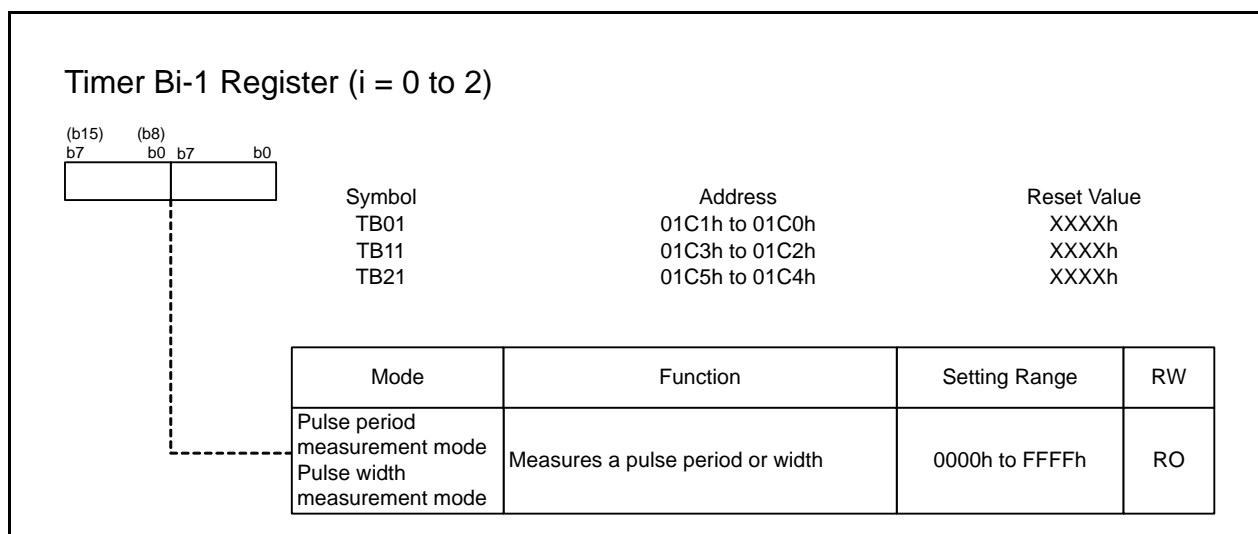 Timer Bi-1 Register (i = 0 to 2)
(b15) (b8)
b7 b0 b7 b0
Symbol Address Reset Value
TB01 01C1h to 01C0h XXXXh
TB11 01C3h to 01C2h XXXXh
TB21 01C5h to 01C4h XXXXh
Mode Function Setting Range RW
Pulse period
measurement mode
Pulse width
measurement mode
Measures a pulse period or width 0000h to FFFFh RO